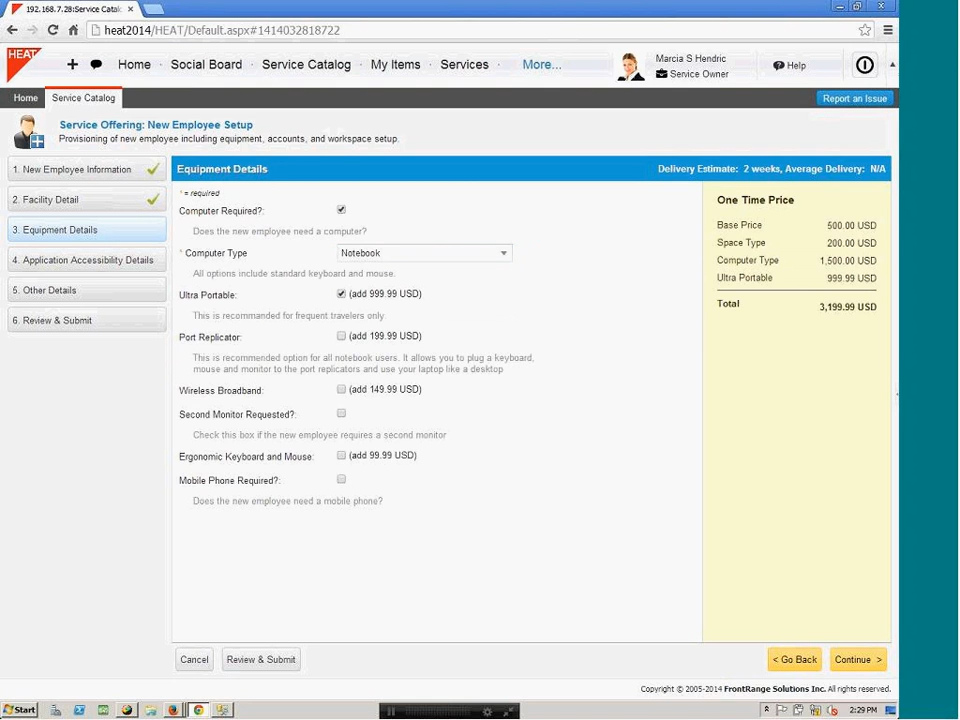 192.168.7.28:Service Catalo
heat2014/HEAT/Default.aspx#1414032818722
HEAT
Home · Social Board · Service Catalog · My Items · Services · More...
Marcia S Hendric
Service Owner
Help
Home
Service Catalog
Report an Issue
Service Offering: New Employee Setup
Provisioning of new employee including equipment, accounts, and workspace setup.
1. New Employee Information
2. Facility Detail
3. Equipment Details
4. Application Accessibility Details
5. Other Details
6. Review & Submit
Equipment Details
Delivery Estimate: 2 weeks, Average Delivery: N/A
* = required
Computer Required?:
Does the new employee need a computer?
* Computer Type
Notebook
All options include standard keyboard and mouse.
Ultra Portable:
(add 999.99 USD)
This is recommanded for frequent travelers only.
Port Replicator:
(add 199.99 USD)
This is recommended option for all notebook users. It allows you to plug a keyboard,
mouse and monitor to the port replicators and use your laptop like a desktop
Wireless Broadband:
(add 149.99 USD)
Second Monitor Requested?:
Check this box if the new employee requires a second monitor
Ergonomic Keyboard and Mouse:
(add 99.99 USD)
Mobile Phone Required?:
Does the new employee need a mobile phone?
One Time Price
Base Price 500.00 USD
Space Type 200.00 USD
Computer Type 1,500.00 USD
Ultra Portable 999.99 USD
Total 3,199.99 USD
Cancel
Review & Submit
< Go Back
Continue >
Copyright © 2005-2014 FrontRange Solutions Inc. All rights reserved.
Start
2:29 PM